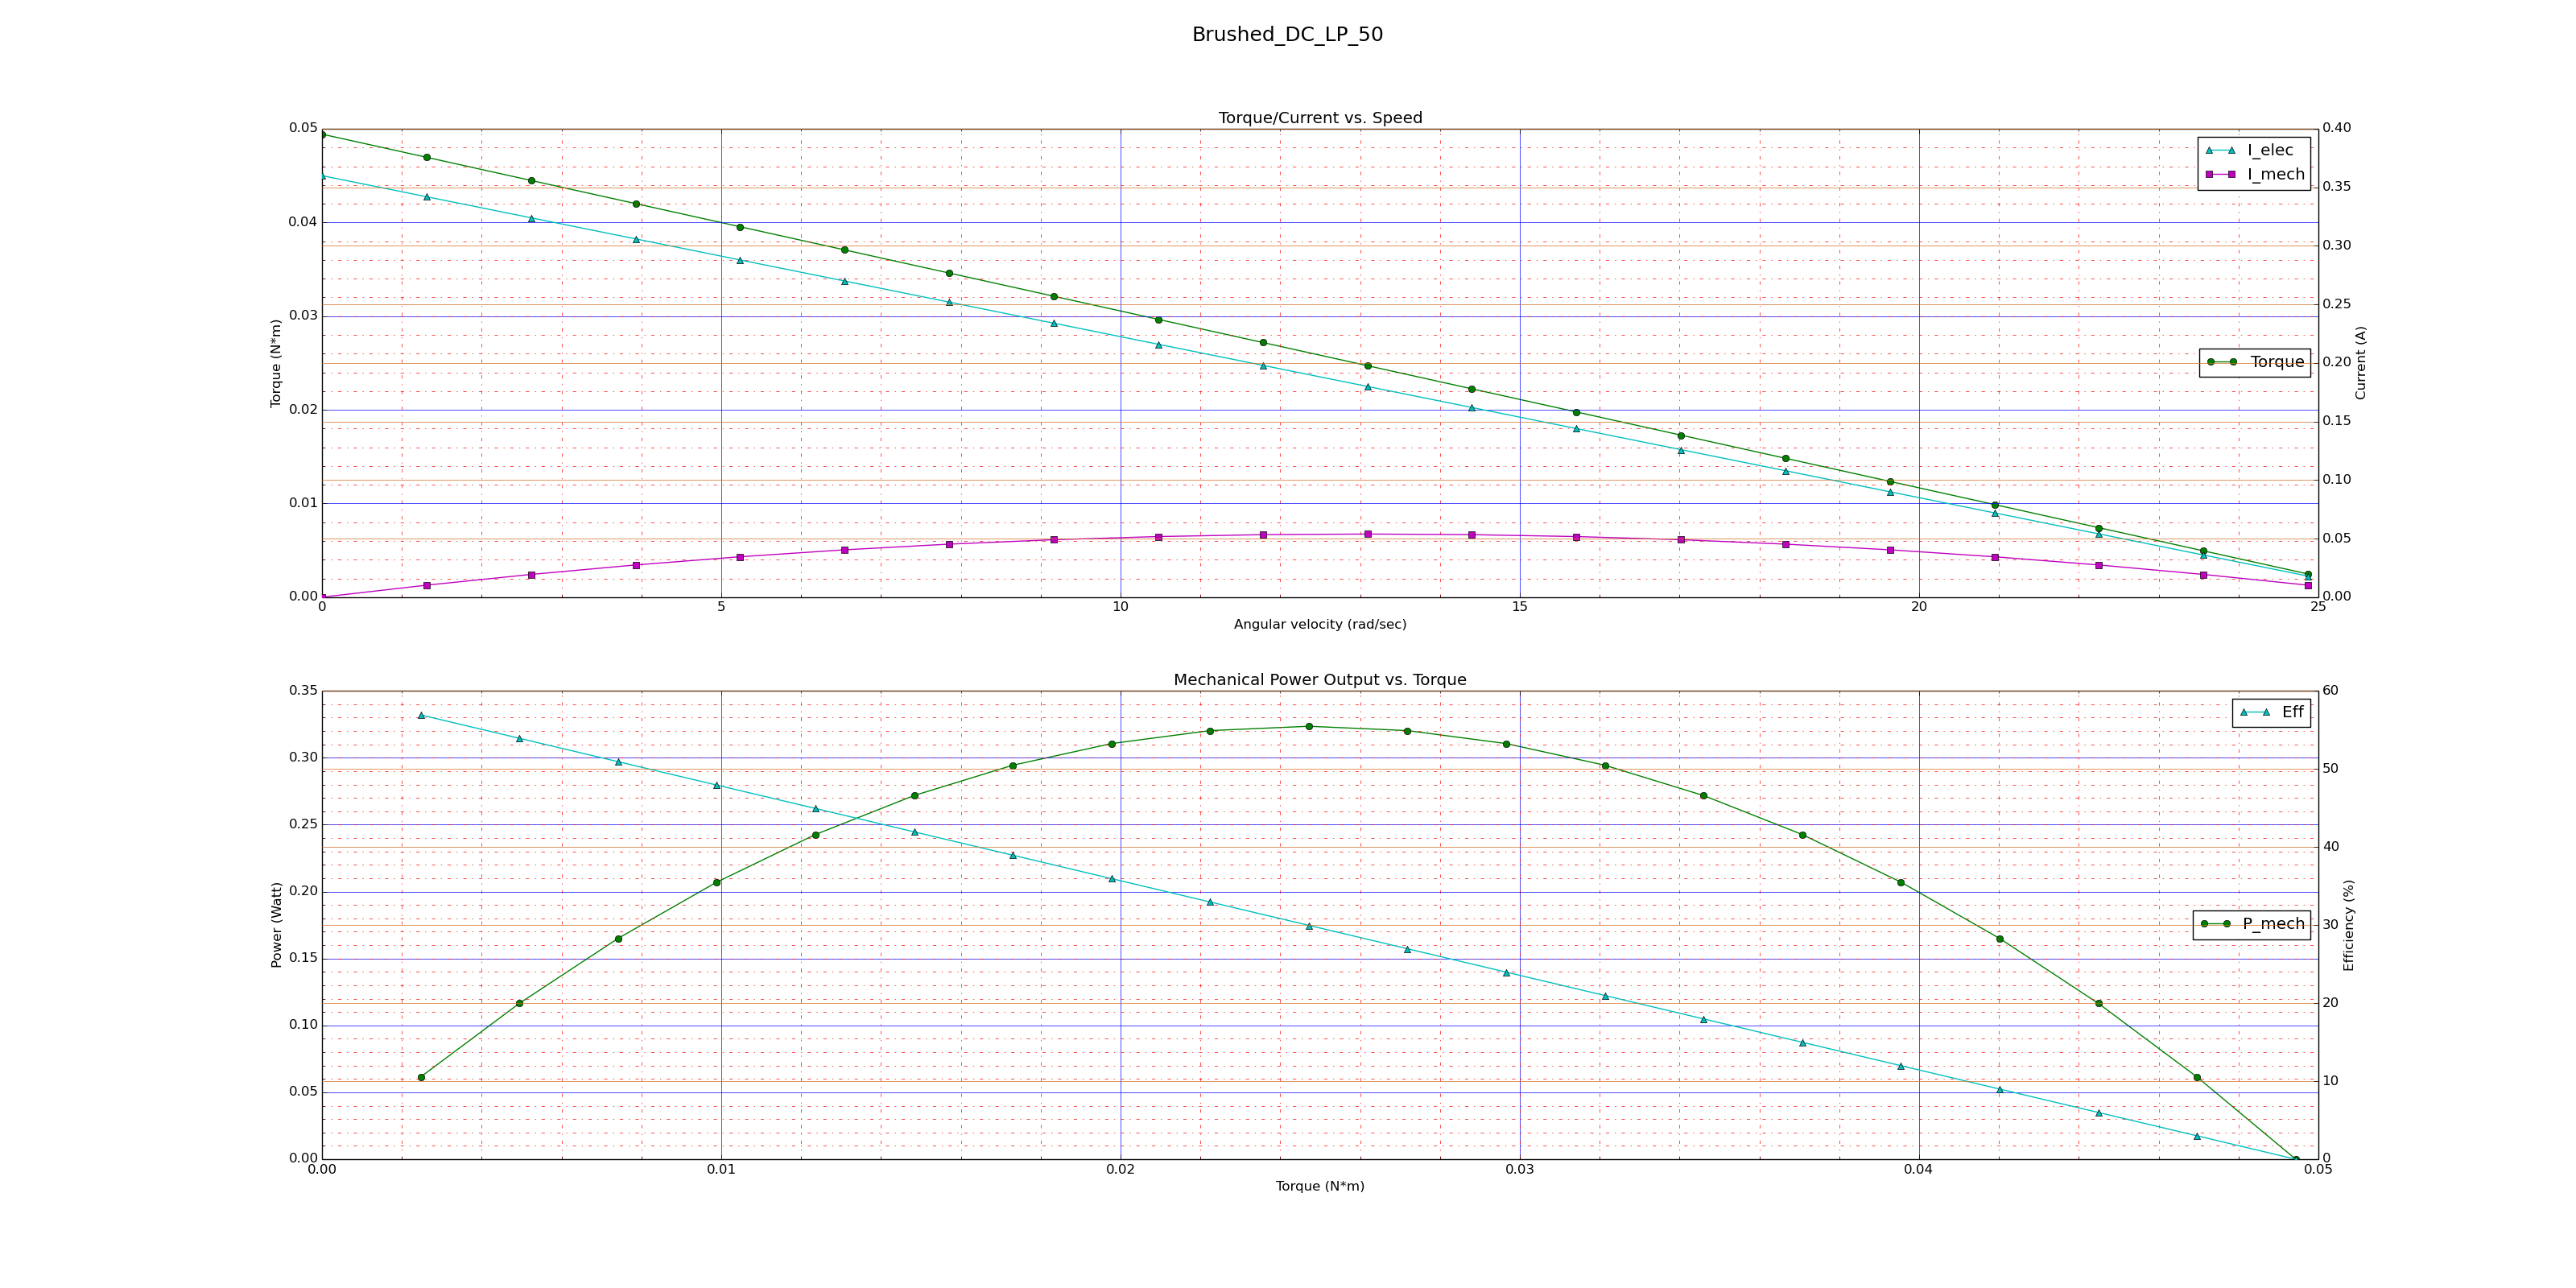 Brushed_DC_LP_50
Torque/Current vs. Speed
0.05
0.04
0.03
0.02
0.01
0.00
Torque (N*m)
0.40
0.35
0.30
0.25
0.20
0.15
0.10
0.05
0.00
Current (A)
I_elec
I_mech
Torque
0 5 10 15 20 25
Angular velocity (rad/sec)
Mechanical Power Output vs. Torque
0.35
0.30
0.25
0.20
0.15
0.10
0.05
0.00
Power (Watt)
60
50
40
30
20
10
0
Efficiency (%)
Eff
P_mech
0.00 0.01 0.02 0.03 0.04 0.05
Torque (N*m)